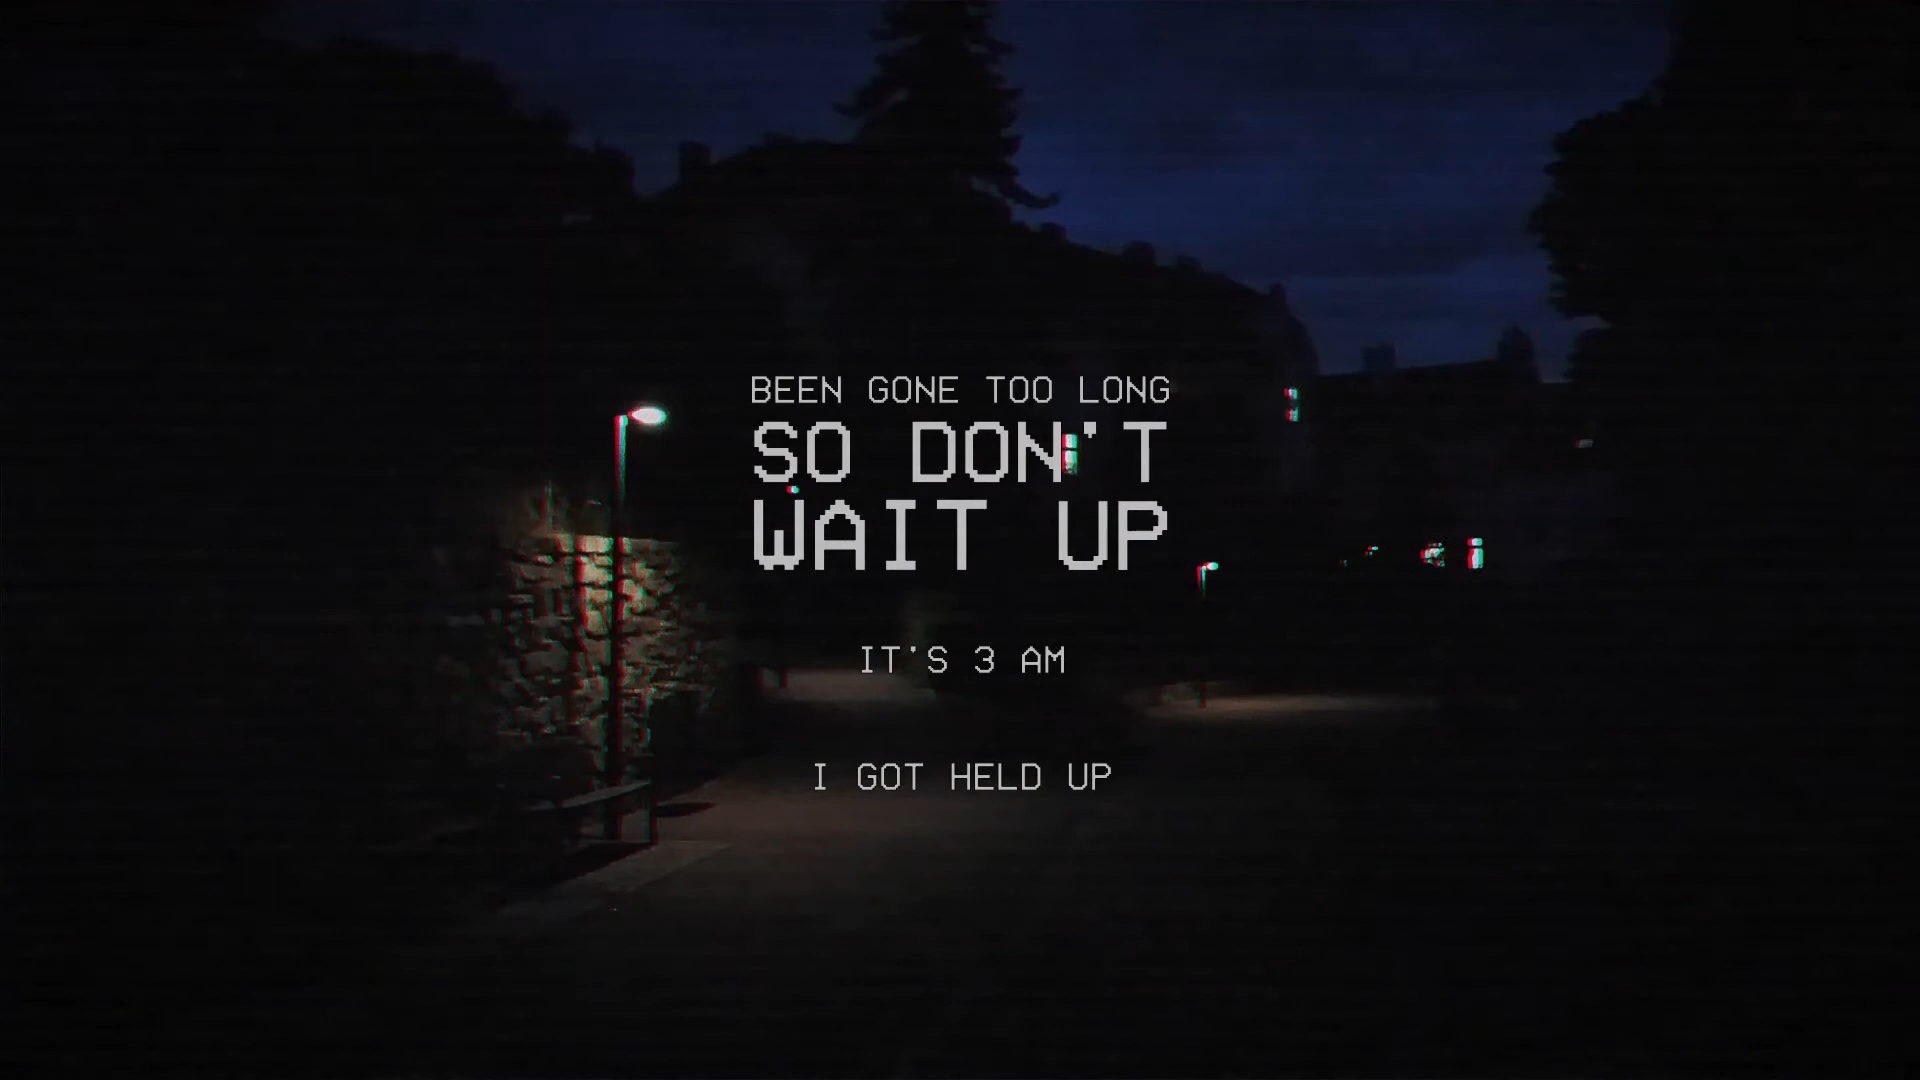 BEEN GONE TOO LONG
SO DON'T
WAIT UP
IT'S 3 AM
I GOT HELD UP